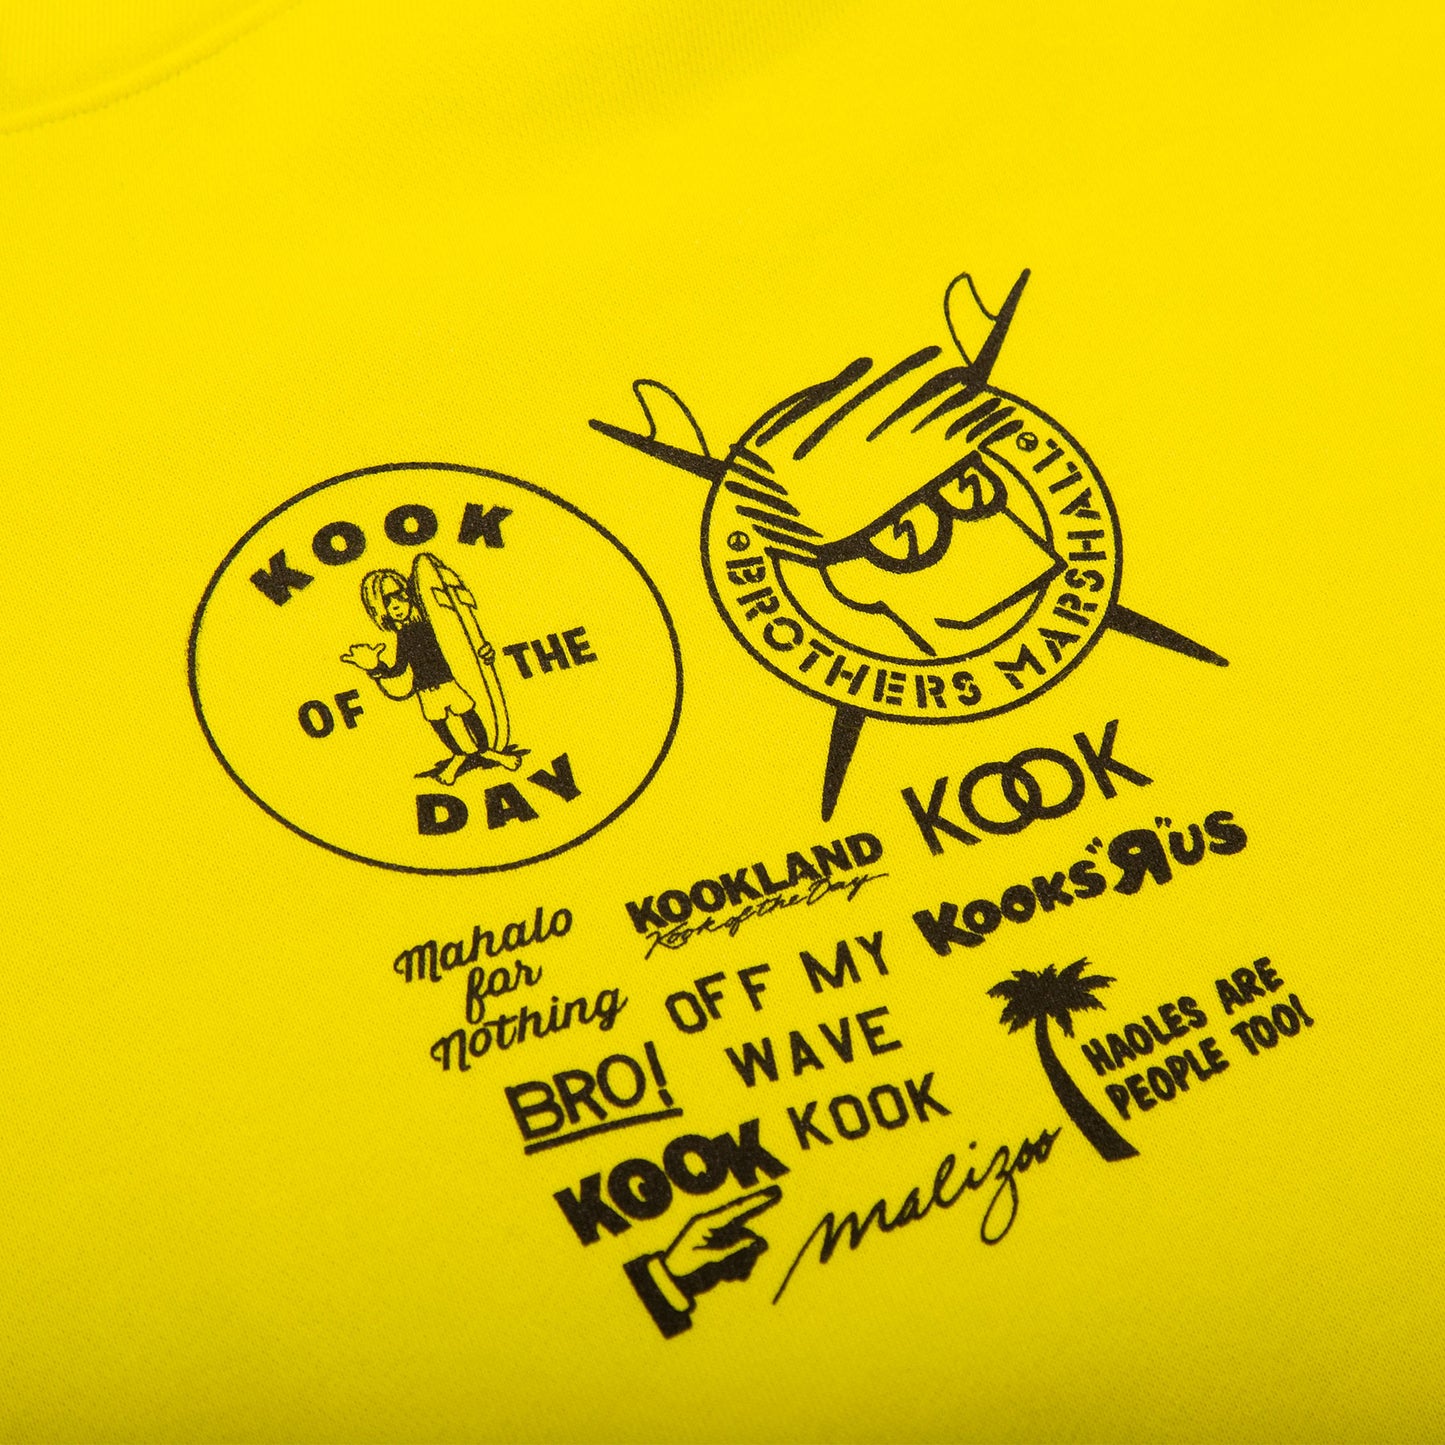 KOOK
OF THE
DAY
BROTHERS MARSHALL
KOOK
KOOKLAND
Kook of the Day
KOOKS "R" US
Mahalo
for
Nothing
OFF MY
WAVE
KOOK
HAOLES ARE
PEOPLE TOO!
BRO!
KOOK
Malizoo